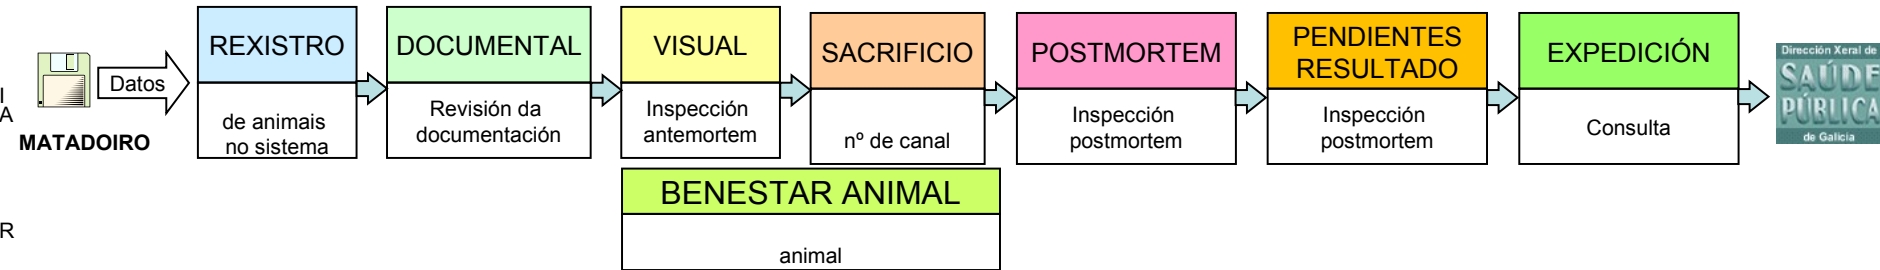 I
A
MATADOIRO
Datos
REXISTRO
de animais
no sistema
DOCUMENTAL
Revisión da
documentación
VISUAL
Inspección
antemortem
SACRIFICIO
nº de canal
POSTMORTEM
Inspección
postmortem
PENDIENTES
RESULTADO
Inspección
postmortem
EXPEDICIÓN
Consulta
Dirección Xeral de
SAÚDE
PÚBLICA
de Galicia
BENESTAR ANIMAL
animal
R